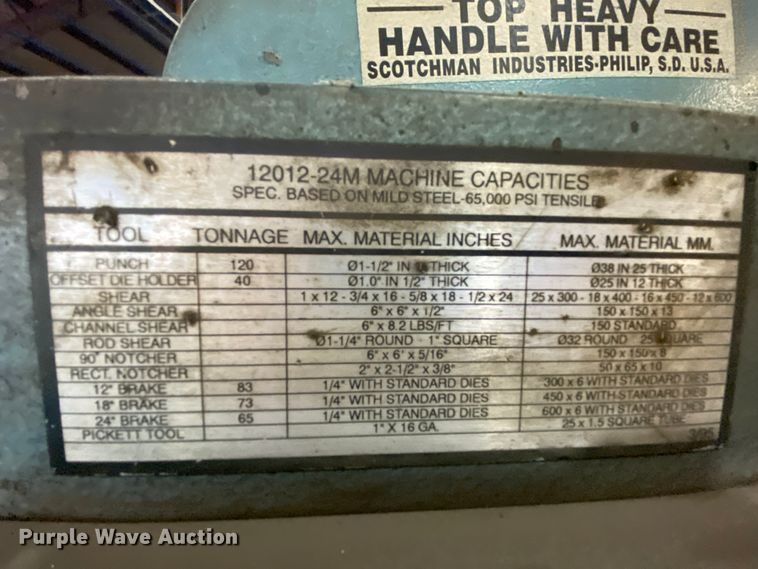 TOP HEAVY
HANDLE WITH CARE
SCOTCHMAN INDUSTRIES-PHILIP, S.D. U.S.A.
12012-24M MACHINE CAPACITIES
SPEC. BASED ON MILD STEEL-65,000 PSI TENSILE
TOOL TONNAGE MAX. MATERIAL INCHES MAX. MATERIAL MM.
PUNCH 120 Ø1-1/2" IN THICK Ø38 IN 25 THICK
OFFSET DIE HOLDER 40 Ø1.0" IN 1/2" THICK Ø25 IN 12 THICK
SHEAR 1 x 12 - 3/4 x 16 - 5/8 x 18 - 1/2 x 24 25 x 300 - 18 x 400 - 16 x 450 - 12 x 600
ANGLE SHEAR 6" x 6" x 1/2" 150 x 150 x 13
CHANNEL SHEAR 6" x 8.2 LBS/FT 150 STANDARD
ROD SHEAR Ø1-1/4" ROUND - 1" SQUARE Ø32 ROUND 25 SQUARE
90° NOTCHER 6" x 6' x 5/16" 150 x 150 x 8
RECT. NOTCHER 2" x 2-1/2" x 3/8" 50 x 65 x 10
12" BRAKE 83 1/4" WITH STANDARD DIES 300 x 6 WITH STANDARD DIES
18" BRAKE 73 1/4" WITH STANDARD DIES 450 x 6 WITH STANDARD DIES
24" BRAKE 65 1/4" WITH STANDARD DIES 600 x 6 WITH STANDARD DIES
PICKETT TOOL 1" X 16 GA. 25 x 1.5 SQUARE TUBE
3/95
Purple Wave Auction